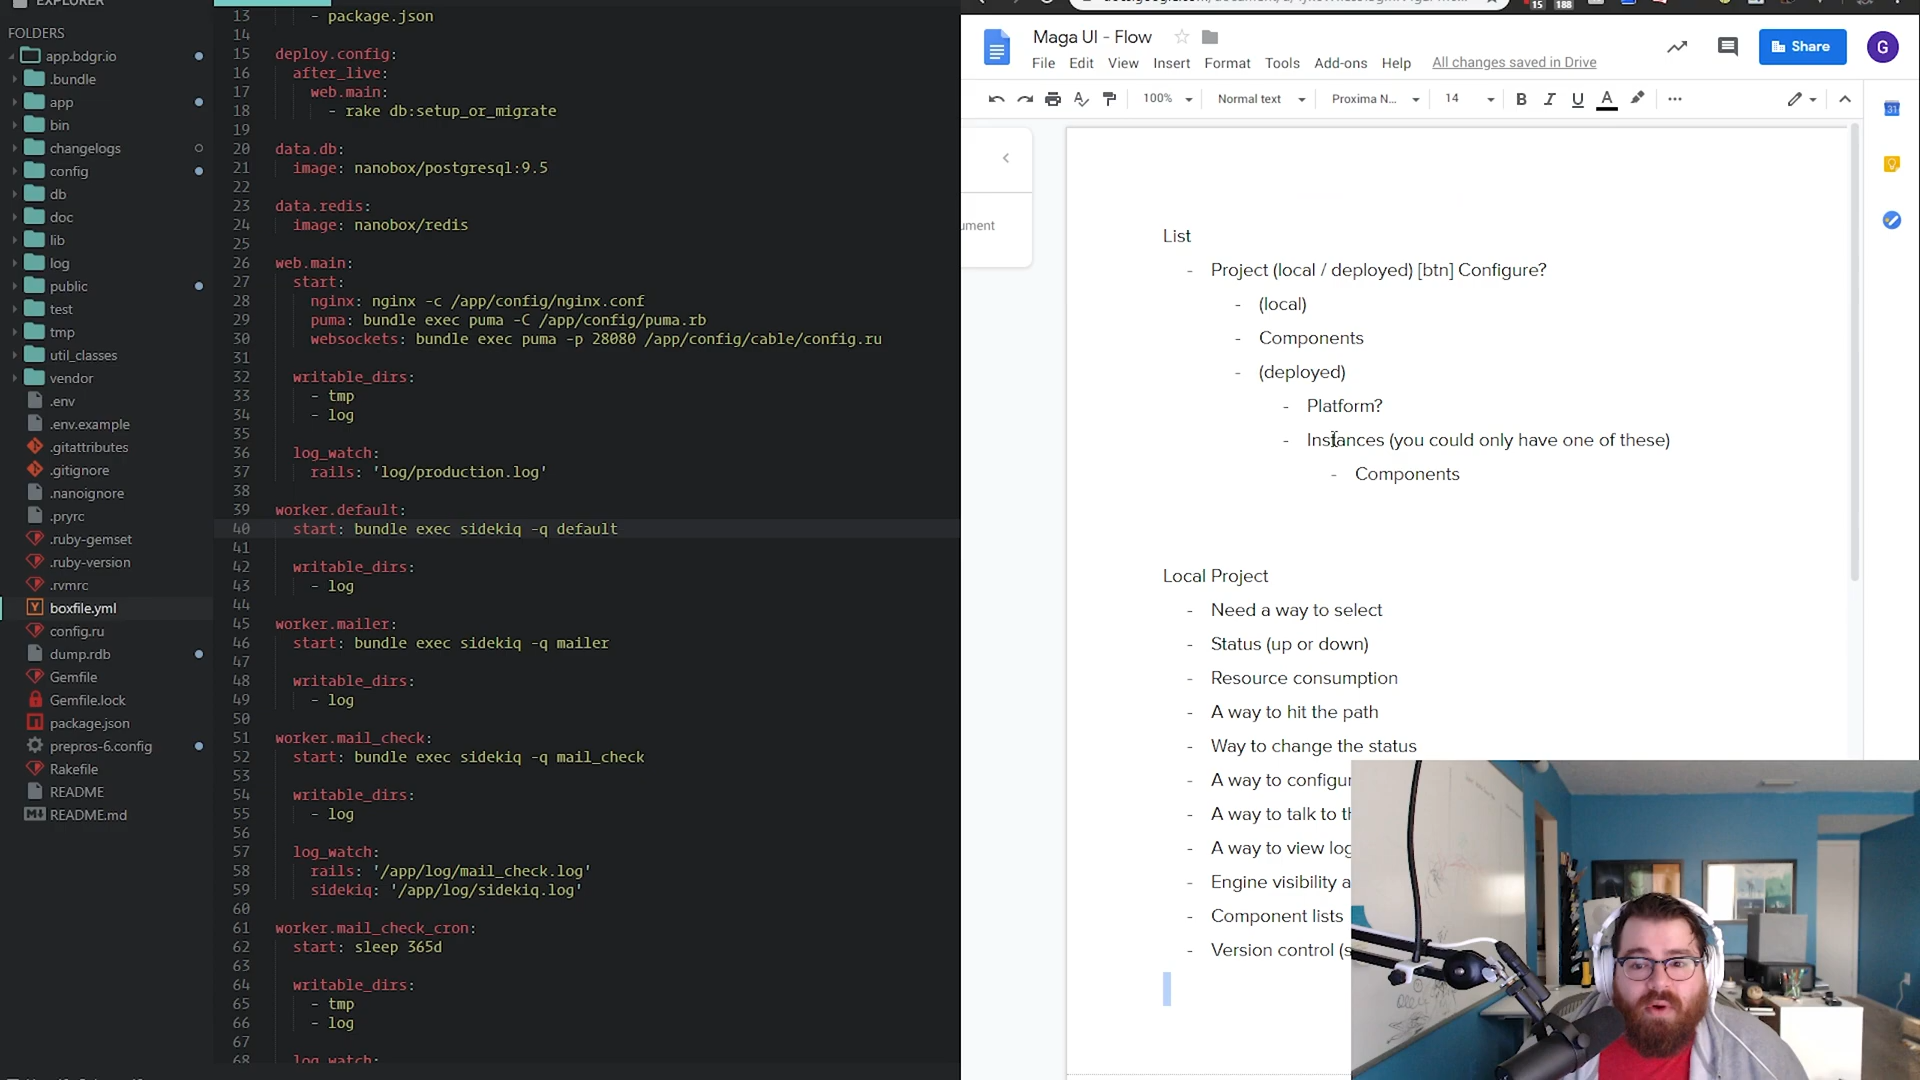 EXPLORER
FOLDERS
app.bdgr.io
.bundle
app
bin
changelogs
config
db
doc
lib
log
public
test
tmp
util_classes
vendor
.env
.env.example
.gitattributes
.gitignore
.nanoignore
.pryrc
.ruby-gemset
.ruby-version
.rvmrc
boxfile.yml
config.ru
dump.rdb
Gemfile
Gemfile.lock
package.json
prepros-6.config
Rakefile
README
README.md
13 - package.json
14
15 deploy.config:
16 after_live:
17 web.main:
18 - rake db:setup_or_migrate
19
20 data.db:
21 image: nanobox/postgresql:9.5
22
23 data.redis:
24 image: nanobox/redis
25
26 web.main:
27 start:
28 nginx: nginx -c /app/config/nginx.conf
29 puma: bundle exec puma -C /app/config/puma.rb
30 websockets: bundle exec puma -p 28080 /app/config/cable/config.ru
31
32 writable_dirs:
33 - tmp
34 - log
35
36 log_watch:
37 rails: 'log/production.log'
38
39 worker.default:
40 start: bundle exec sidekiq -q default
41
42 writable_dirs:
43 - log
44
45 worker.mailer:
46 start: bundle exec sidekiq -q mailer
47
48 writable_dirs:
49 - log
50
51 worker.mail_check:
52 start: bundle exec sidekiq -q mail_check
53
54 writable_dirs:
55 - log
56
57 log_watch:
58 rails: '/app/log/mail_check.log'
59 sidekiq: '/app/log/sidekiq.log'
60
61 worker.mail_check_cron:
62 start: sleep 365d
63
64 writable_dirs:
65 - tmp
66 - log
67
68 log_watch:
15 188
Maga UI - Flow
Share
G
File Edit View Insert Format Tools Add-ons Help All changes saved in Drive
100% Normal text Proxima N... 14 B I U A
31
ument
List
- Project (local / deployed) [btn] Configure?
- (local)
- Components
- (deployed)
- Platform?
- Instances (you could only have one of these)
- Components
Local Project
- Need a way to select
- Status (up or down)
- Resource consumption
- A way to hit the path
- Way to change the status
- A way to configur
- A way to talk to th
- A way to view log
- Engine visibility a
- Component lists
- Version control (s